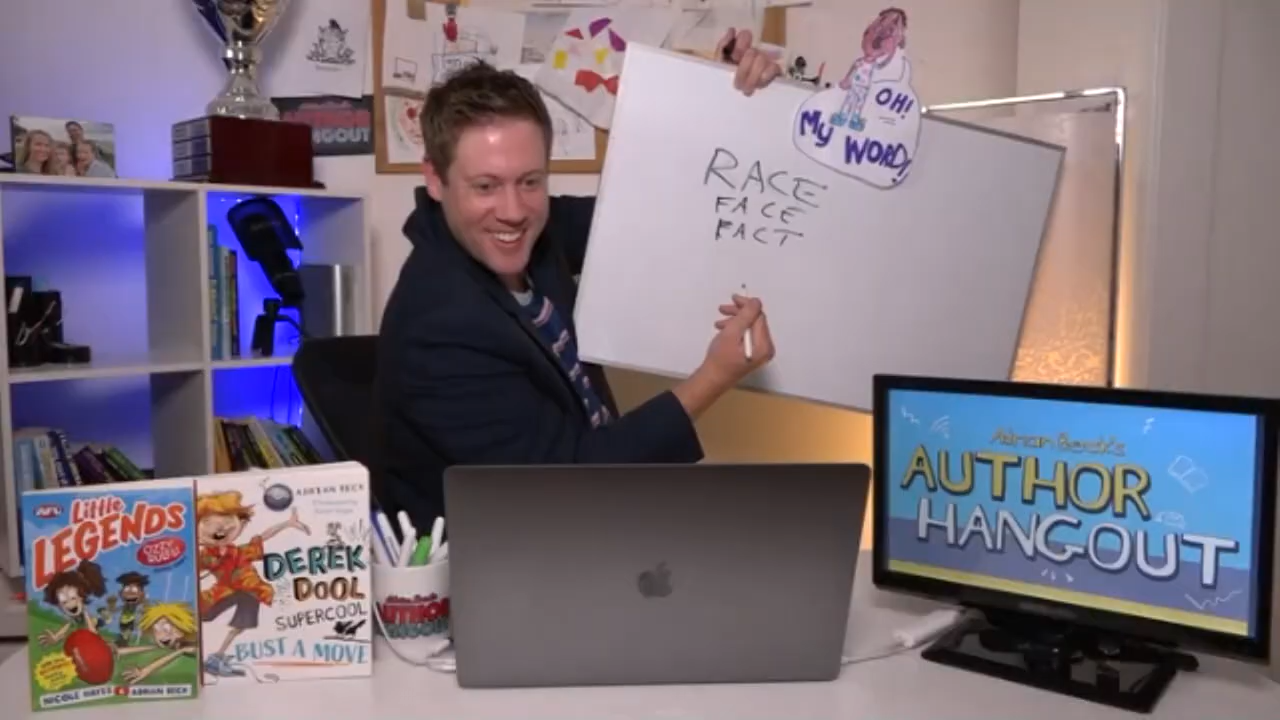 OH!
My WORD!
RACE
FACE
FACT
Adrian Beck's
AUTHOR
HANGOUT
AFL
Little
LEGENDS
NICOLE HAYES & ADRIAN BECK
ADRIAN BECK
DEREK
DOOL
SUPERCOOL
BUST A MOVE
AUTHOR
HANGOUT